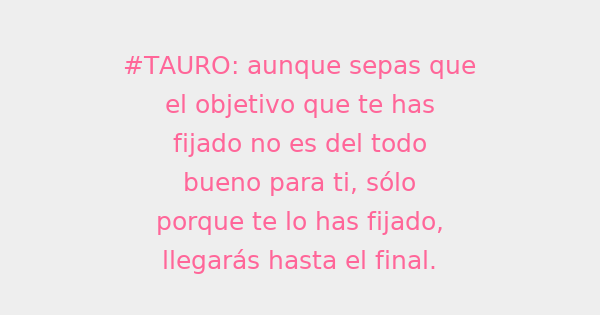 #TAURO: aunque sepas que
el objetivo que te has
fijado no es del todo
bueno para ti, sólo
porque te lo has fijado,
llegarás hasta el final.